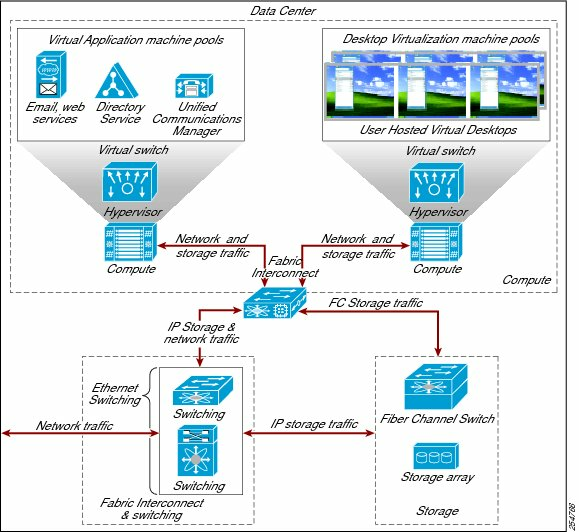 Data Center
Virtual Application machine pools
Desktop Virtualization machine pools
Email, web
services
Directory
Service
Unified
Communications
Manager
User Hosted Virtual Desktops
Virtual switch
Virtual switch
Hypervisor
Hypervisor
Compute
Network and
storage traffic
Fabric
Interconnect
Network and
storage traffic
Compute
Compute
IP Storage &
network traffic
FC Storage traffic
Ethernet
Switching
Switching
Fiber Channel Switch
Network traffic
IP storage traffic
Switching
Storage array
Fabric Interconnect
& switching
Storage
254788